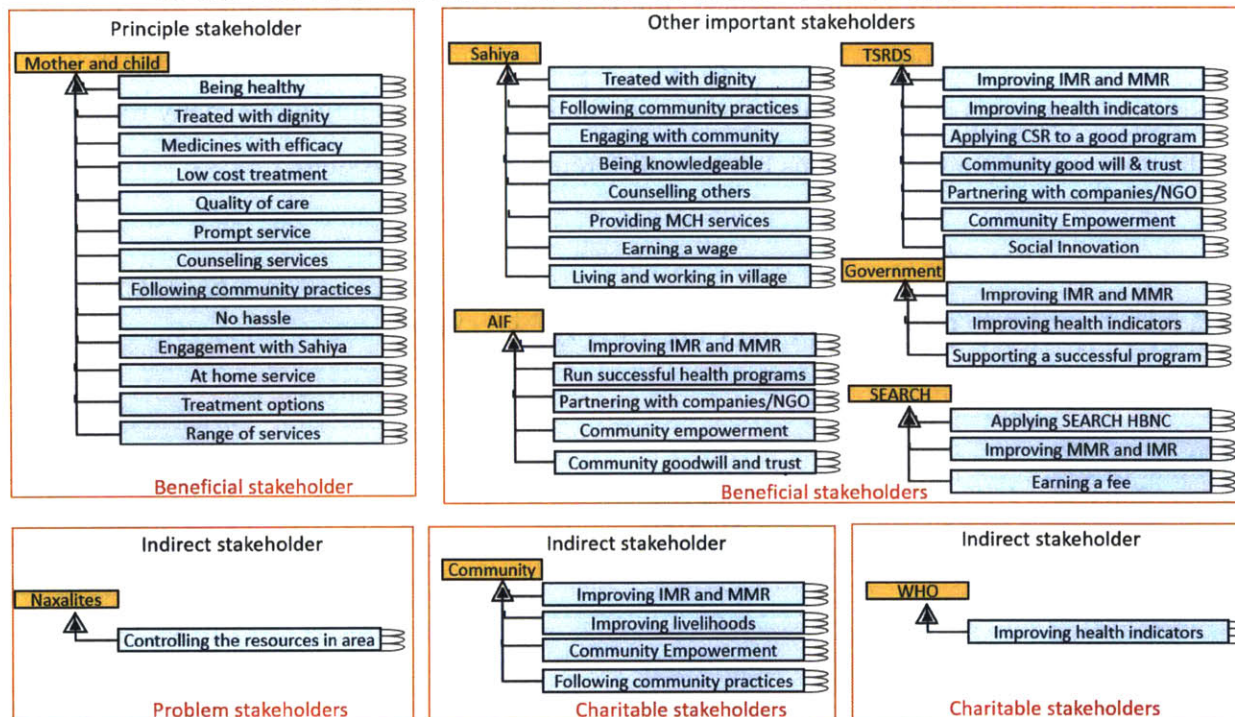 Principle stakeholder
Mother and child
Being healthy
Treated with dignity
Medicines with efficacy
Low cost treatment
Quality of care
Prompt service
Counseling services
Following community practices
No hassle
Engagement with Sahiya
At home service
Treatment options
Range of services
Beneficial stakeholder
Other important stakeholders
Sahiya
Treated with dignity
Following community practices
Engaging with community
Being knowledgeable
Counselling others
Providing MCH services
Earning a wage
Living and working in village
AIF
Improving IMR and MMR
Run successful health programs
Partnering with companies/NGO
Community empowerment
Community goodwill and trust
TSRDS
Improving IMR and MMR
Improving health indicators
Applying CSR to a good program
Community good will & trust
Partnering with companies/NGO
Community Empowerment
Social Innovation
Government
Improving IMR and MMR
Improving health indicators
Supporting a successful program
SEARCH
Applying SEARCH HBNC
Improving MMR and IMR
Earning a fee
Beneficial stakeholders
Indirect stakeholder
Naxalites
Controlling the resources in area
Problem stakeholders
Indirect stakeholder
Community
Improving IMR and MMR
Improving livelihoods
Community Empowerment
Following community practices
Charitable stakeholders
Indirect stakeholder
WHO
Improving health indicators
Charitable stakeholders